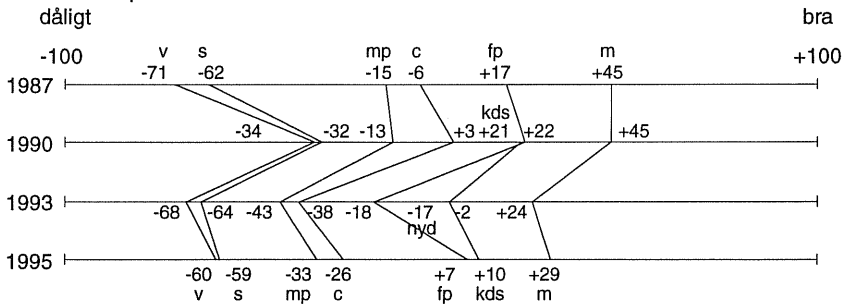 dåligt bra
-100 v s mp c fp m +100
-71 -62 -15 -6 +17 +45
1987
kds
-34 -32 -13 +3 +21 +22 +45
1990
1993
-68 -64 -43 -38 -18 -17 -2 +24
nyd
1995
-60 -59 -33 -26 +7 +10 +29
v s mp c fp kds m